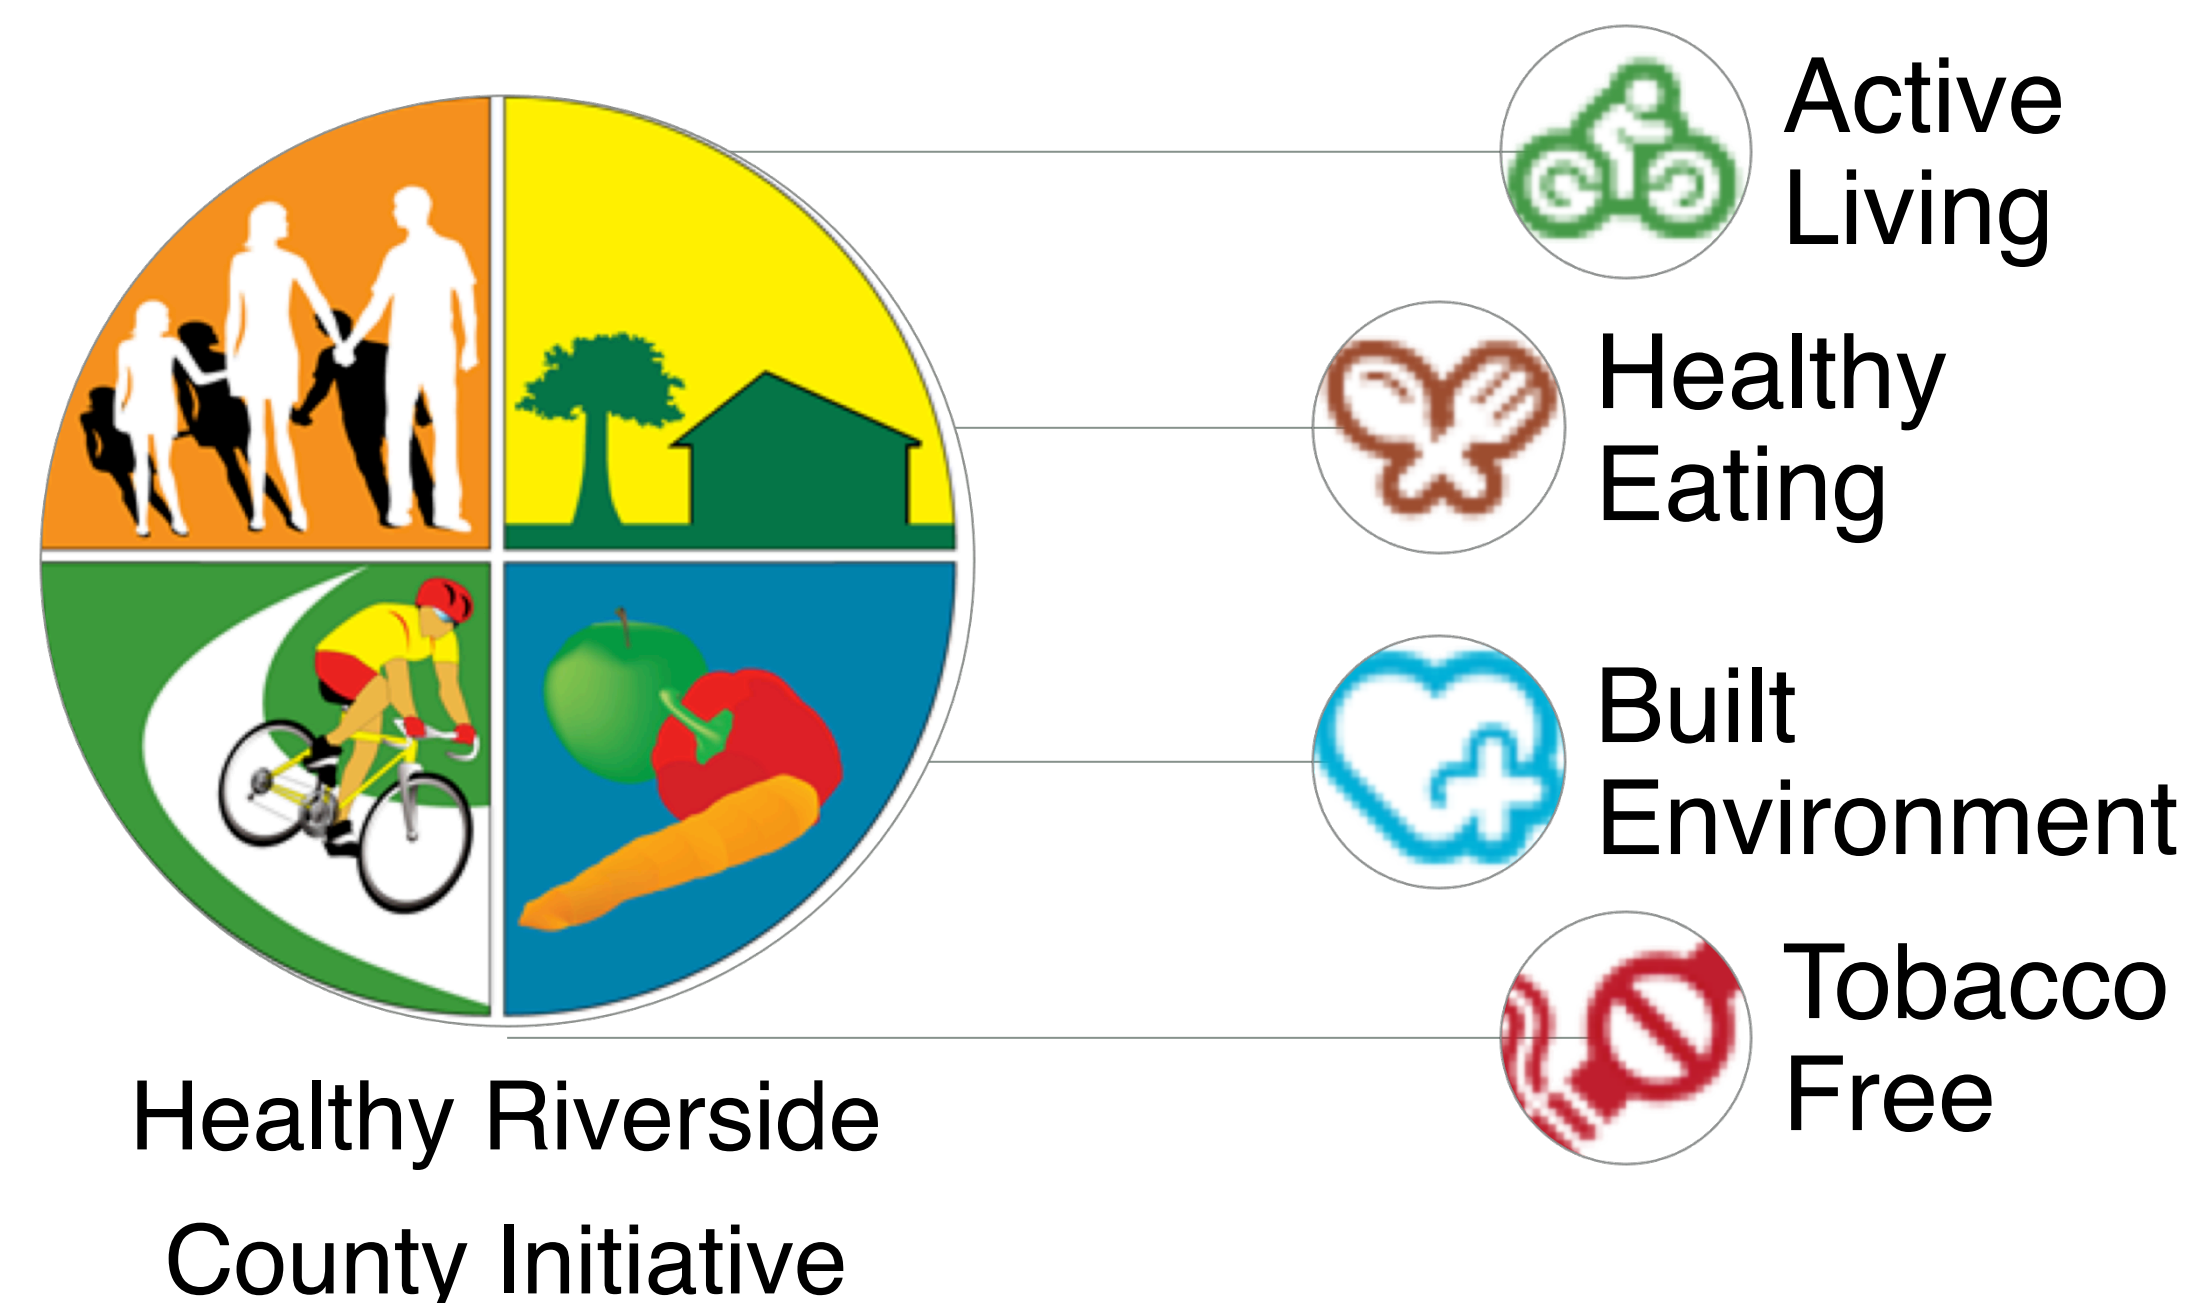 Active
Living
Healthy
Eating
Built
Environment
Tobacco
Free
Healthy Riverside
County Initiative